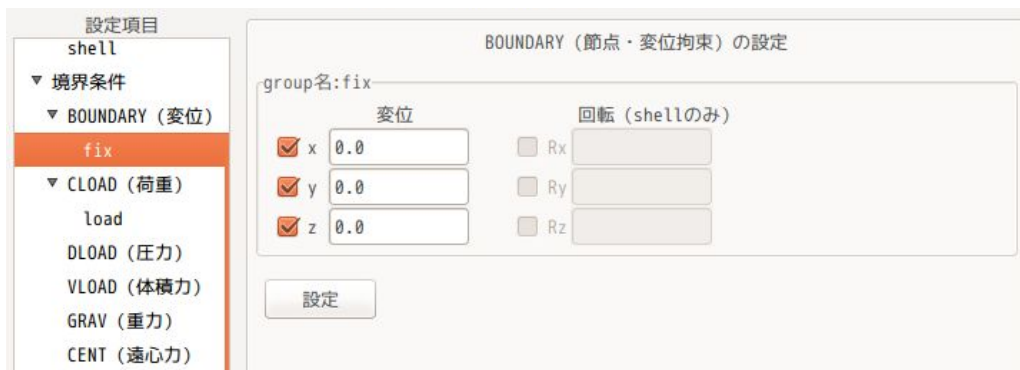 設定項目
shell
▼ 境界条件
▼ BOUNDARY (変位)
fix
▼ CLOAD (荷重)
load
DLOAD (圧力)
VLOAD (体積力)
GRAV (重力)
CENT (遠心力)
BOUNDARY (節点・変位拘束) の設定
group名:fix
変位 回転 (shellのみ)
x 0.0 Rx
y 0.0 Ry
z 0.0 Rz
設定